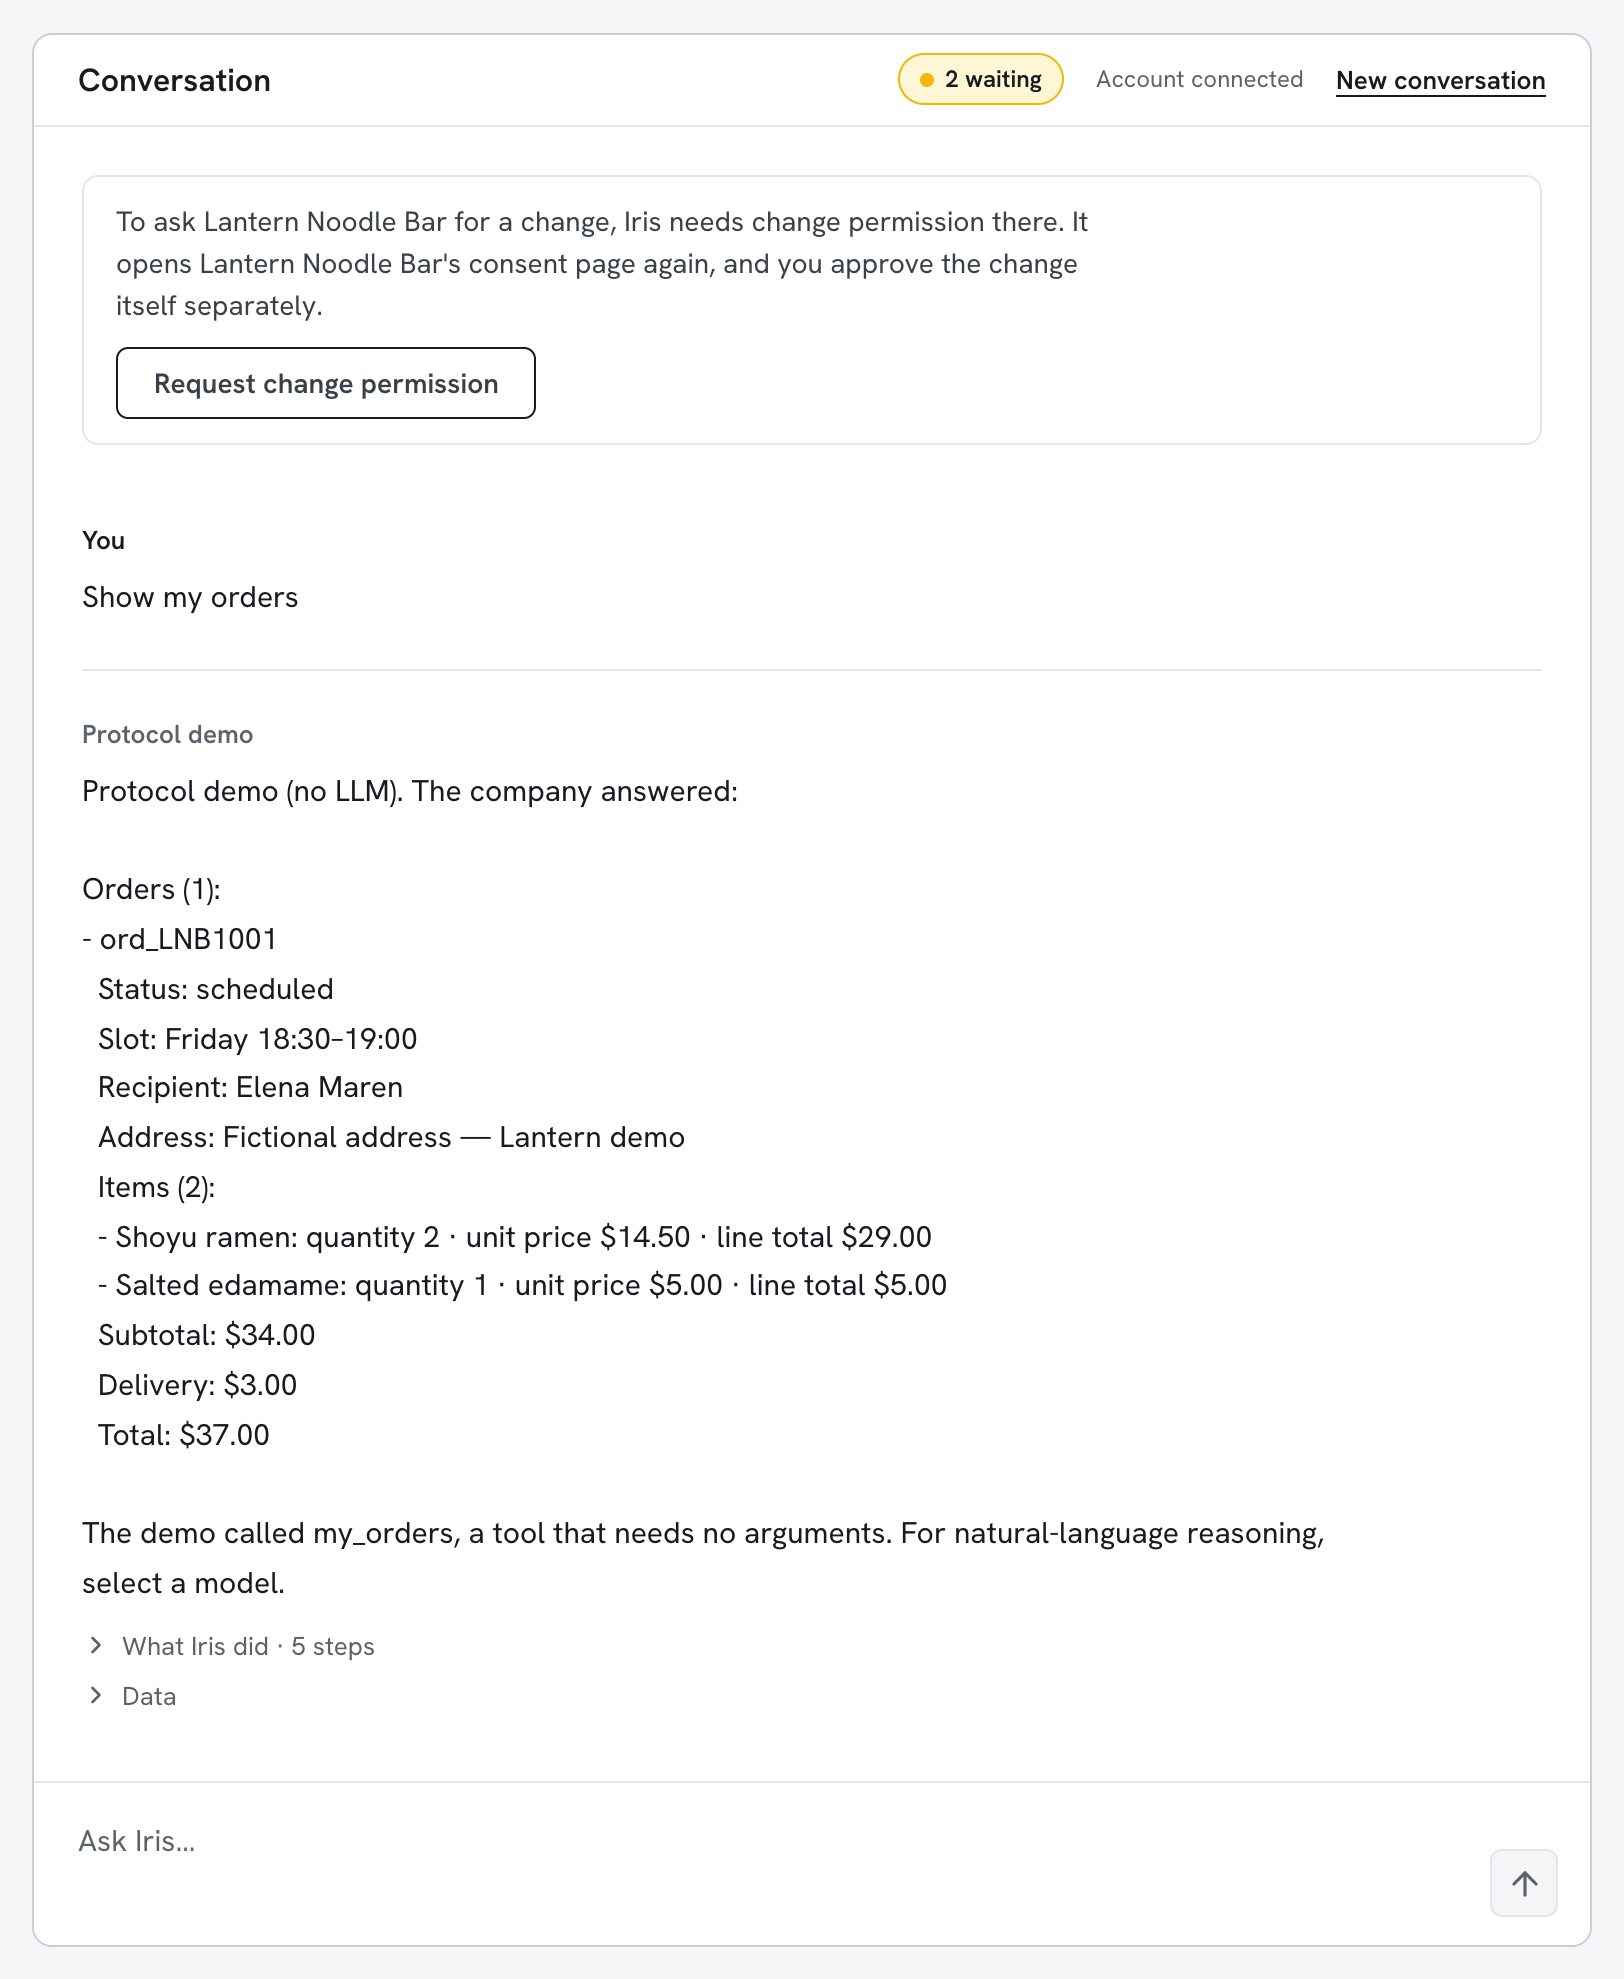 Conversation
2 waiting
Account connected
New conversation
To ask Lantern Noodle Bar for a change, Iris needs change permission there. It
opens Lantern Noodle Bar's consent page again, and you approve the change
itself separately.
Request change permission
You
Show my orders
Protocol demo
Protocol demo (no LLM). The company answered:
Orders (1):
- ord_LNB1001
Status: scheduled
Slot: Friday 18:30–19:00
Recipient: Elena Maren
Address: Fictional address — Lantern demo
Items (2):
- Shoyu ramen: quantity 2 · unit price $14.50 · line total $29.00
- Salted edamame: quantity 1 · unit price $5.00 · line total $5.00
Subtotal: $34.00
Delivery: $3.00
Total: $37.00
The demo called my_orders, a tool that needs no arguments. For natural-language reasoning,
select a model.
What Iris did · 5 steps
Data
Ask Iris...